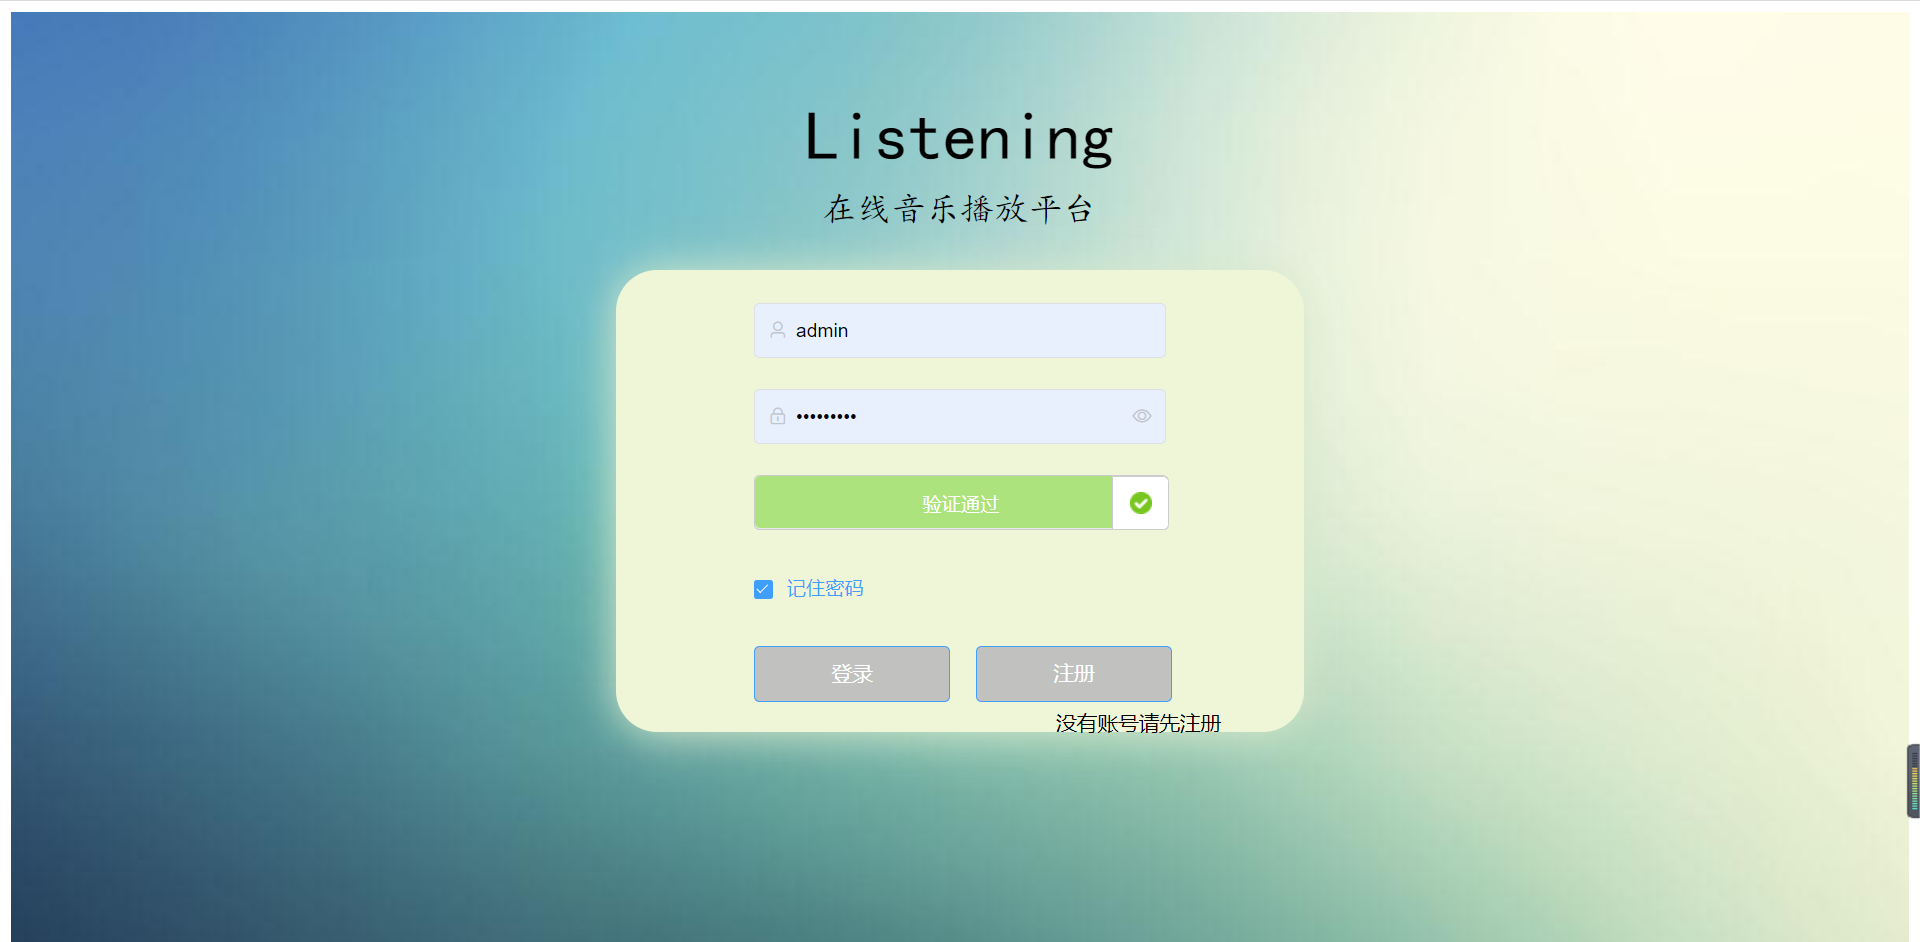 Listening
在线音乐播放平台
admin
•••••••••
验证通过
记住密码
登录
注册
没有账号请先注册